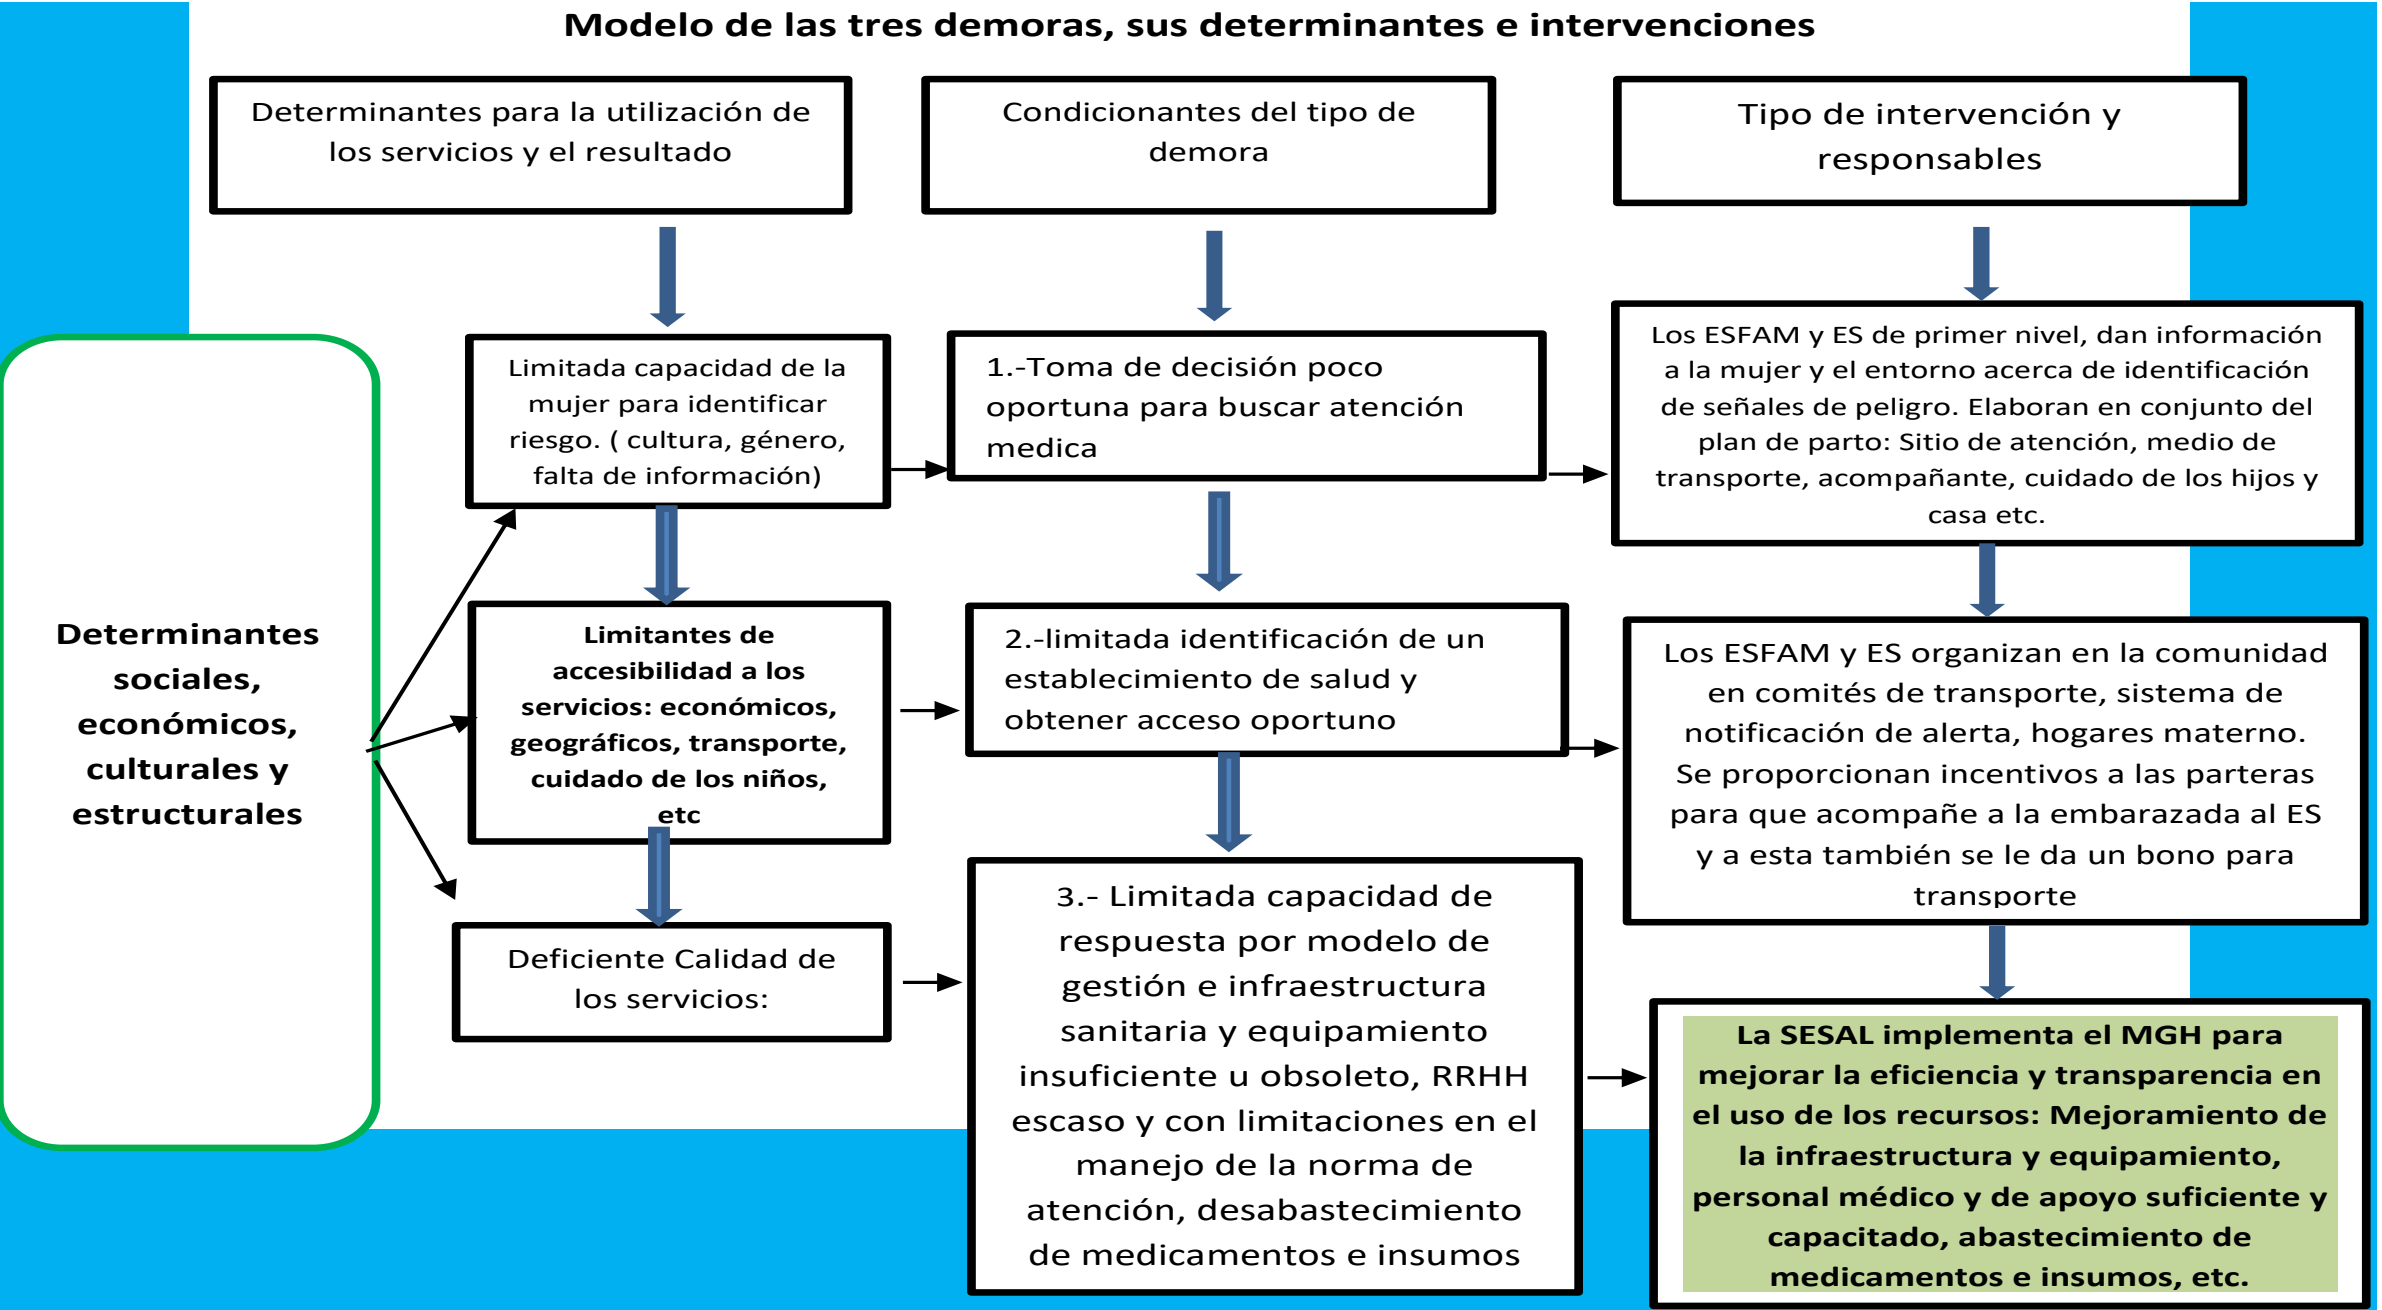 Modelo de las tres demoras, sus determinantes e intervenciones
Determinantes para la utilización de
los servicios y el resultado
Condicionantes del tipo de
demora
Tipo de intervención y
responsables
Determinantes
sociales,
económicos,
culturales y
estructurales
Limitada capacidad de la
mujer para identificar
riesgo. ( cultura, género,
falta de información)
1.-Toma de decisión poco
oportuna para buscar atención
medica
Los ESFAM y ES de primer nivel, dan información
a la mujer y el entorno acerca de identificación
de señales de peligro. Elaboran en conjunto del
plan de parto: Sitio de atención, medio de
transporte, acompañante, cuidado de los hijos y
casa etc.
Limitantes de
accesibilidad a los
servicios: económicos,
geográficos, transporte,
cuidado de los niños,
etc
2.-limitada identificación de un
establecimiento de salud y
obtener acceso oportuno
Los ESFAM y ES organizan en la comunidad
en comités de transporte, sistema de
notificación de alerta, hogares materno.
Se proporcionan incentivos a las parteras
para que acompañe a la embarazada al ES
y a esta también se le da un bono para
transporte
Deficiente Calidad de
los servicios:
3.- Limitada capacidad de
respuesta por modelo de
gestión e infraestructura
sanitaria y equipamiento
insuficiente u obsoleto, RRHH
escaso y con limitaciones en el
manejo de la norma de
atención, desabastecimiento
de medicamentos e insumos
La SESAL implementa el MGH para
mejorar la eficiencia y transparencia en
el uso de los recursos: Mejoramiento de
la infraestructura y equipamiento,
personal médico y de apoyo suficiente y
capacitado, abastecimiento de
medicamentos e insumos, etc.